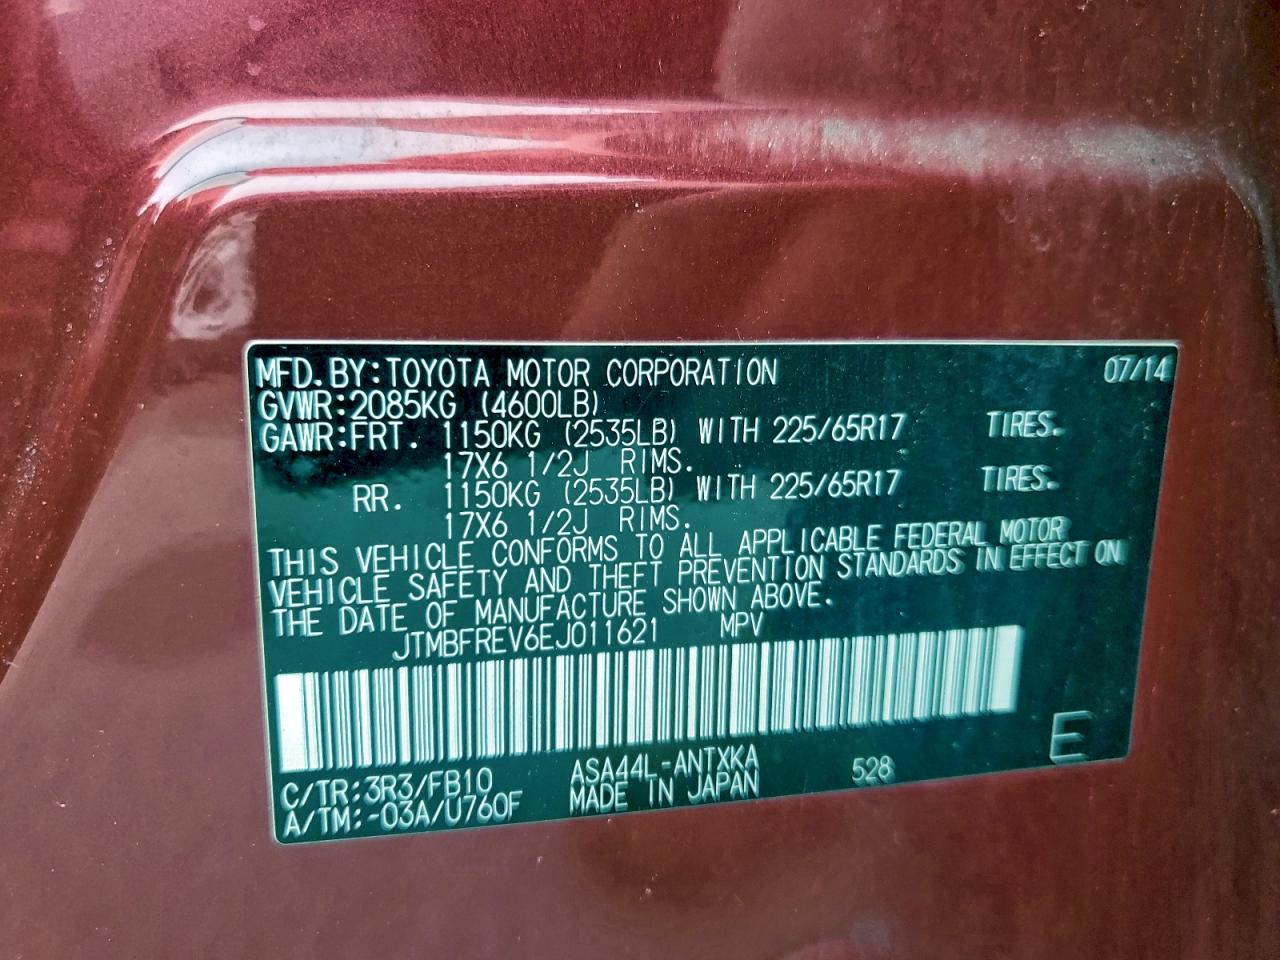 MFD.BY:TOYOTA MOTOR CORPORATION 07/14
GVWR:2085KG (4600LB)
GAWR:FRT. 1150KG (2535LB) WITH 225/65R17 TIRES.
17X6 1/2J RIMS.
RR. 1150KG (2535LB) WITH 225/65R17 TIRES.
17X6 1/2J RIMS.
THIS VEHICLE CONFORMS TO ALL APPLICABLE FEDERAL MOTOR
VEHICLE SAFETY AND THEFT PREVENTION STANDARDS IN EFFECT ON
THE DATE OF MANUFACTURE SHOWN ABOVE.
JTMBFREV6EJ011621 MPV
E
C/TR:3R3/FB10 ASA44L-ANTXKA 528
A/TM:-03A/U760F MADE IN JAPAN